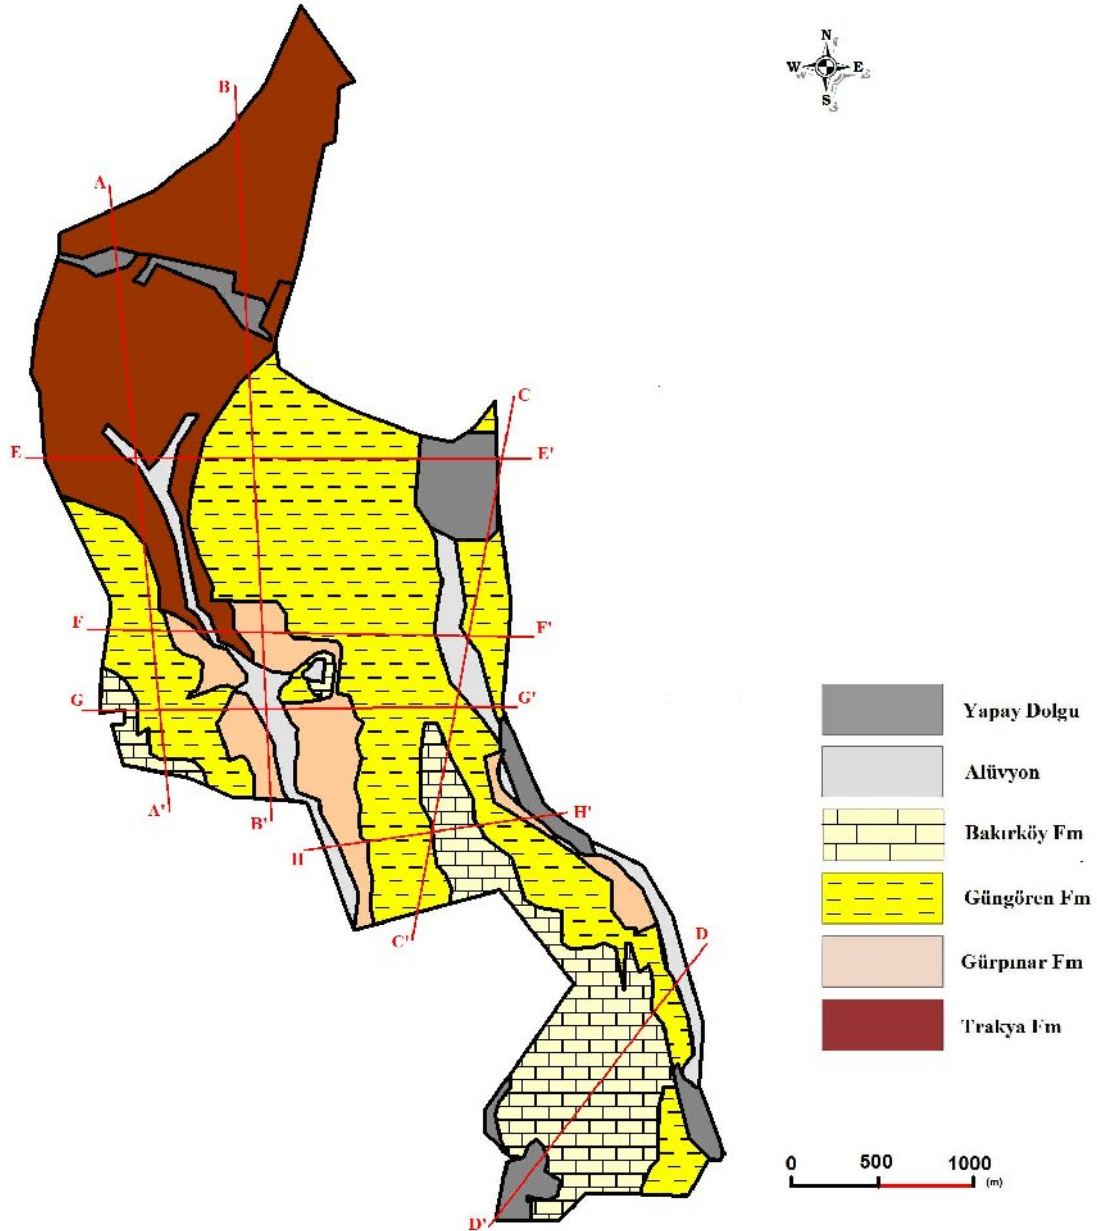 N
W E
S
B
A
C
E E'
F F'
G G'
A'
B'
H H'
C'
D
D'
Yapay Dolgu
Alüvyon
Bakırköy Fm
Güngören Fm
Gürpınar Fm
Trakya Fm
0 500 1000
(m)